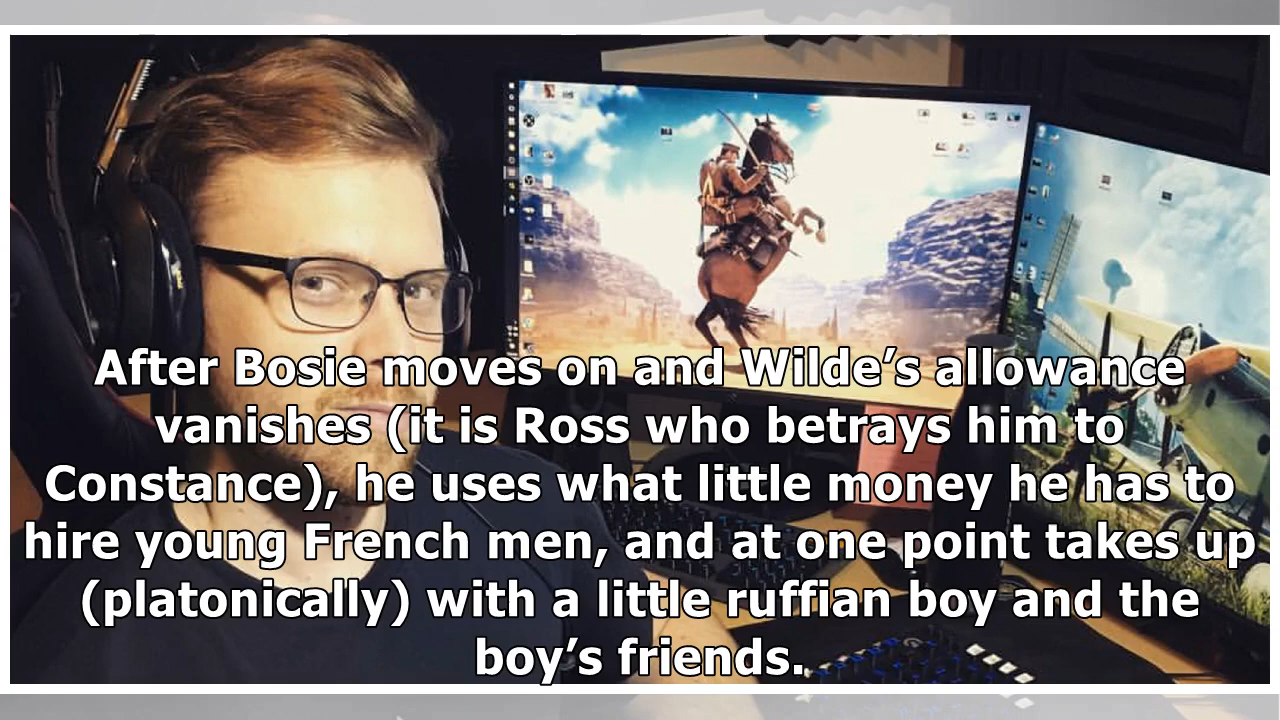 After Bosie moves on and Wilde’s allowance
vanishes (it is Ross who betrays him to
Constance), he uses what little money he has to
hire young French men, and at one point takes up
(platonically) with a little ruffian boy and the
boy’s friends.